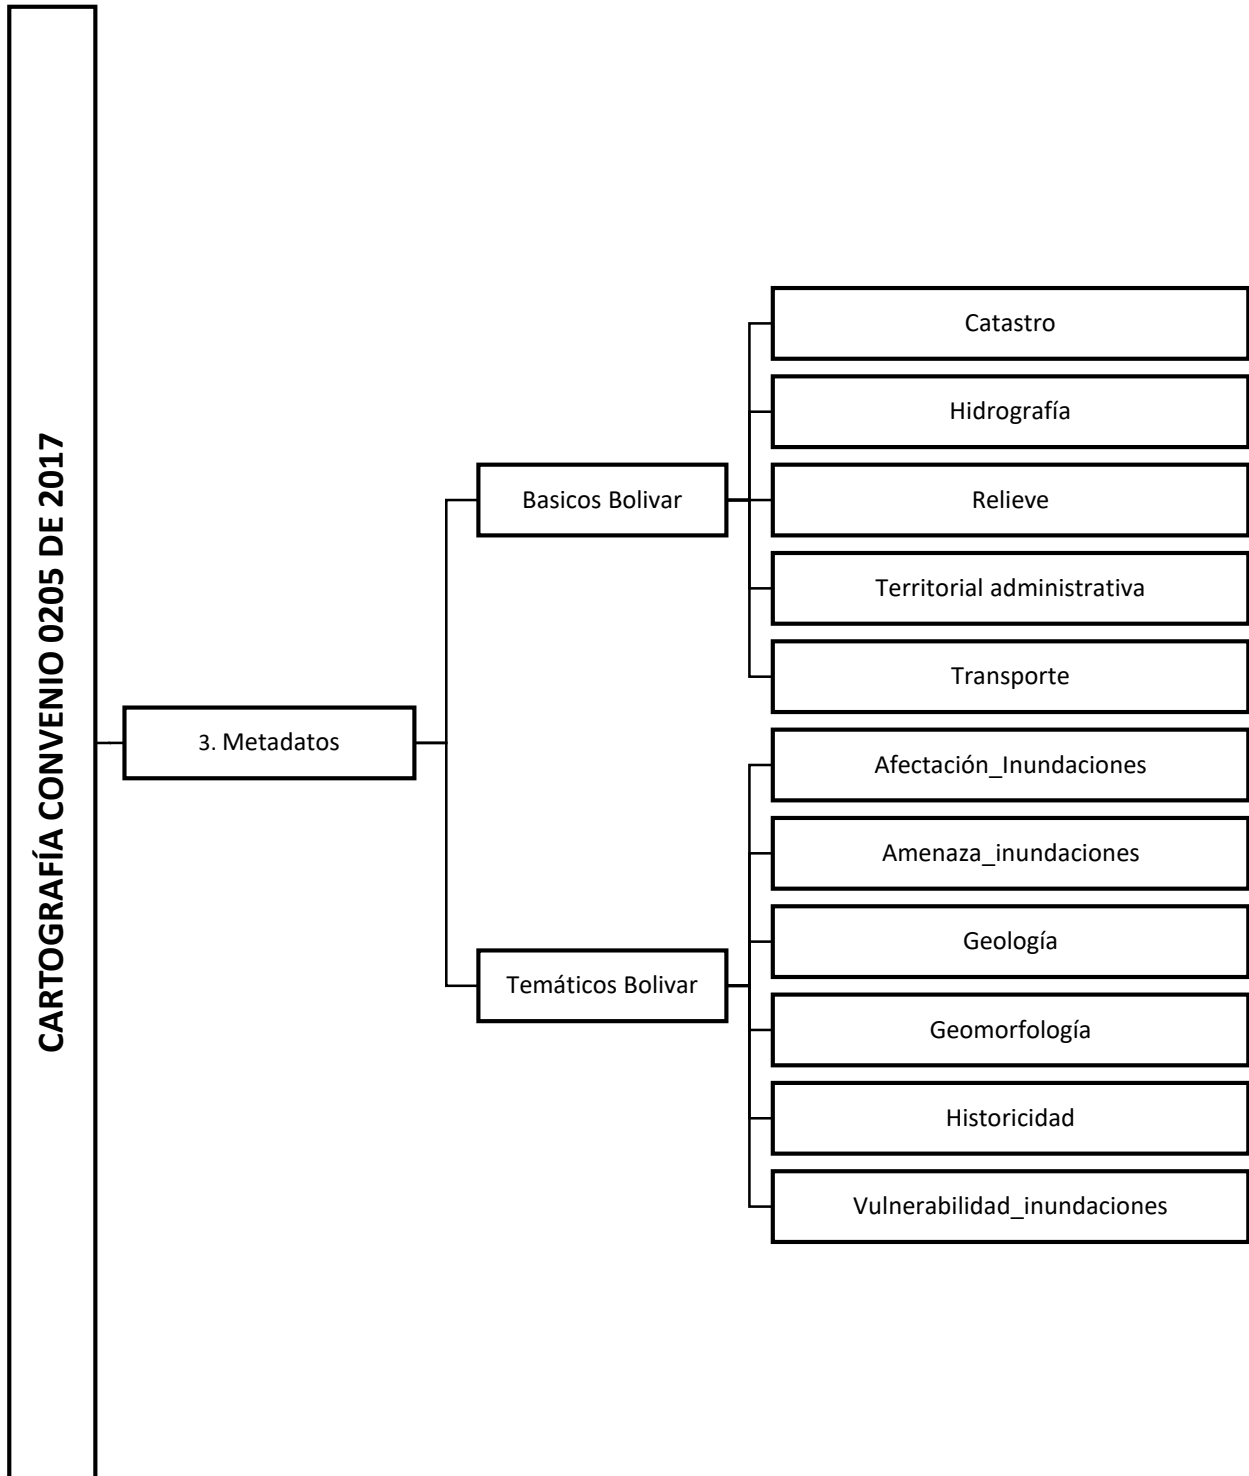 CARTOGRAFÍA CONVENIO 0205 DE 2017
3. Metadatos
Basicos Bolivar
Catastro
Hidrografía
Relieve
Territorial administrativa
Transporte
Temáticos Bolivar
Afectación_Inundaciones
Amenaza_inundaciones
Geología
Geomorfología
Historicidad
Vulnerabilidad_inundaciones